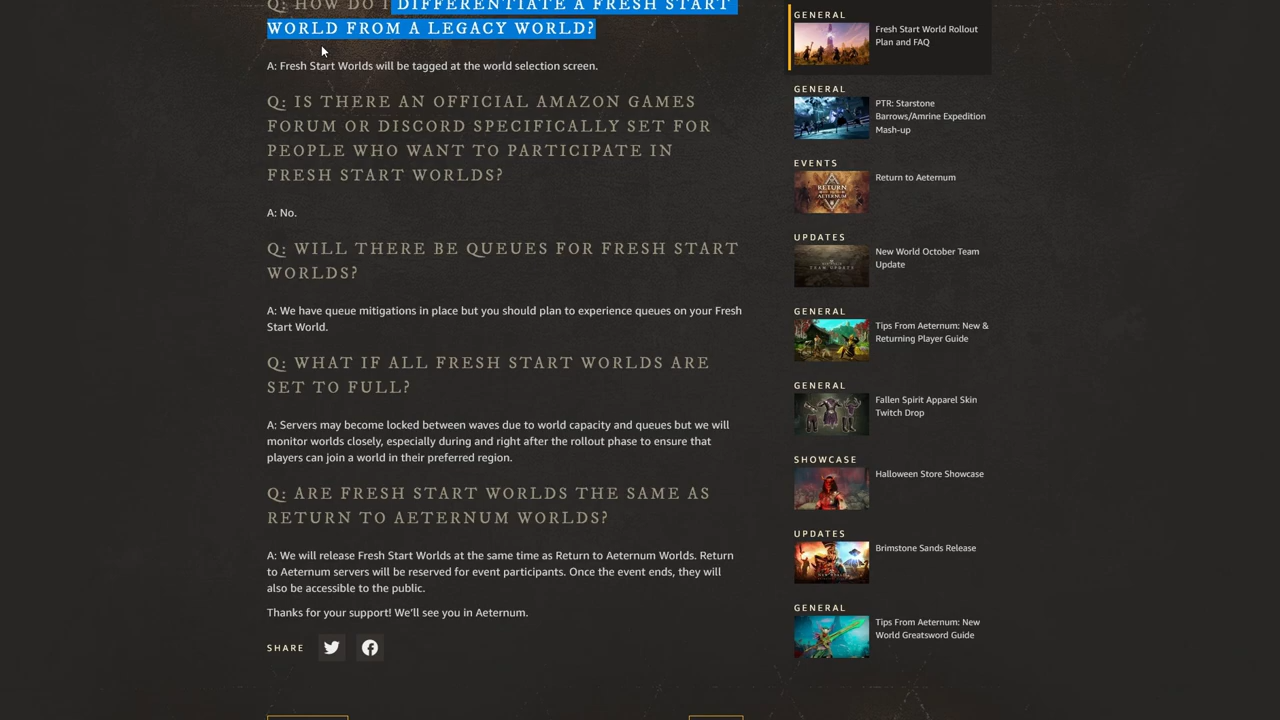 Q: HOW DO I DIFFERENTIATE A FRESH START
WORLD FROM A LEGACY WORLD?
A: Fresh Start Worlds will be tagged at the world selection screen.
Q: IS THERE AN OFFICIAL AMAZON GAMES
FORUM OR DISCORD SPECIFICALLY SET FOR
PEOPLE WHO WANT TO PARTICIPATE IN
FRESH START WORLDS?
A: No.
Q: WILL THERE BE QUEUES FOR FRESH START
WORLDS?
A: We have queue mitigations in place but you should plan to experience queues on your Fresh
Start World.
Q: WHAT IF ALL FRESH START WORLDS ARE
SET TO FULL?
A: Servers may become locked between waves due to world capacity and queues but we will
monitor worlds closely, especially during and right after the rollout phase to ensure that
players can join a world in their preferred region.
Q: ARE FRESH START WORLDS THE SAME AS
RETURN TO AETERNUM WORLDS?
A: We will release Fresh Start Worlds at the same time as Return to Aeternum Worlds. Return
to Aeternum servers will be reserved for event participants. Once the event ends, they will
also be accessible to the public.
Thanks for your support! We'll see you in Aeternum.
SHARE
GENERAL
Fresh Start World Rollout
Plan and FAQ
GENERAL
PTR: Starstone
Barrows/Amrine Expedition
Mash-up
EVENTS
RETURN
TO
AETERNUM
Return to Aeternum
UPDATES
TEAM UPDATE
New World October Team
Update
GENERAL
Tips From Aeternum: New &
Returning Player Guide
GENERAL
Fallen Spirit Apparel Skin
Twitch Drop
SHOWCASE
Halloween Store Showcase
UPDATES
Brimstone Sands Release
GENERAL
Tips From Aeternum: New
World Greatsword Guide